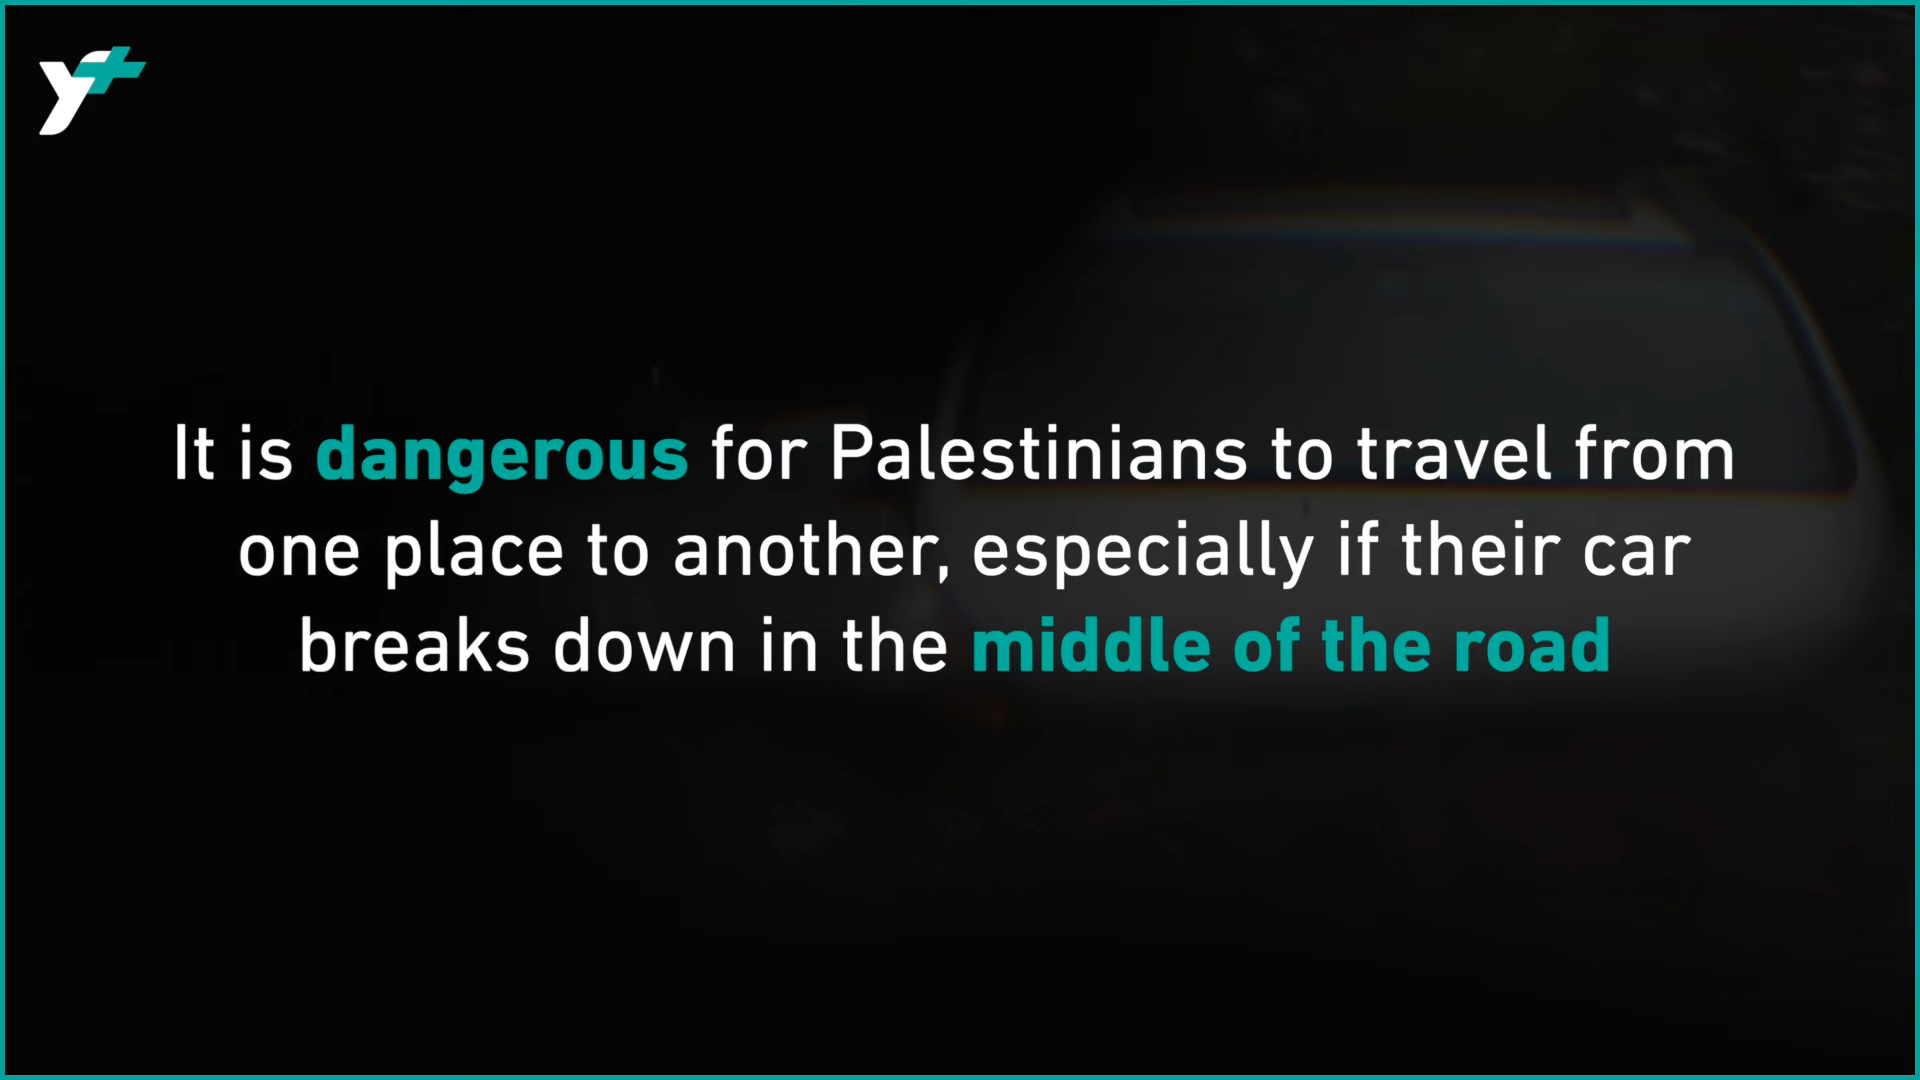 y+
It is dangerous for Palestinians to travel from
one place to another, especially if their car
breaks down in the middle of the road